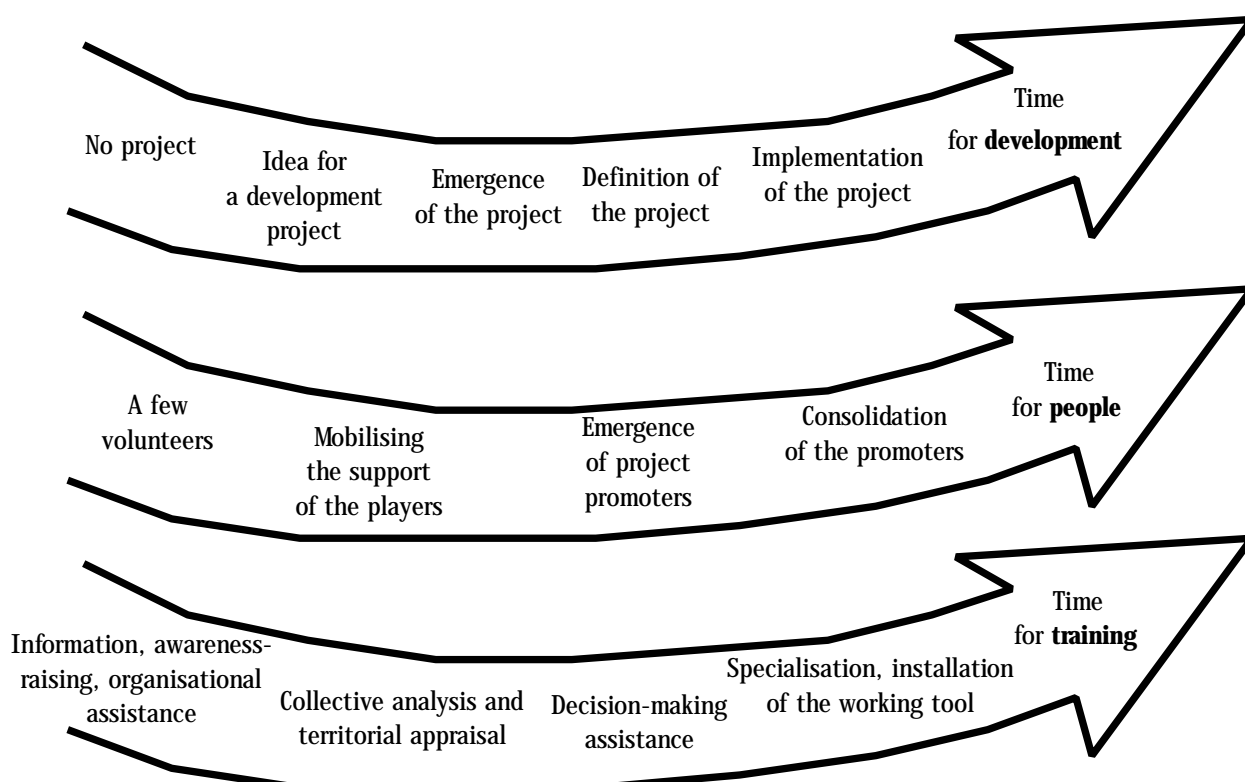 No project
Idea for
a development
project
Emergence
of the project
Definition of
the project
Implementation
of the project
Time
for development
A few
volunteers
Mobilising
the support
of the players
Emergence
of project
promoters
Consolidation
of the promoters
Time
for people
Information, awareness-
raising, organisational
assistance
Collective analysis and
territorial appraisal
Decision-making
assistance
Specialisation, installation
of the working tool
Time
for training